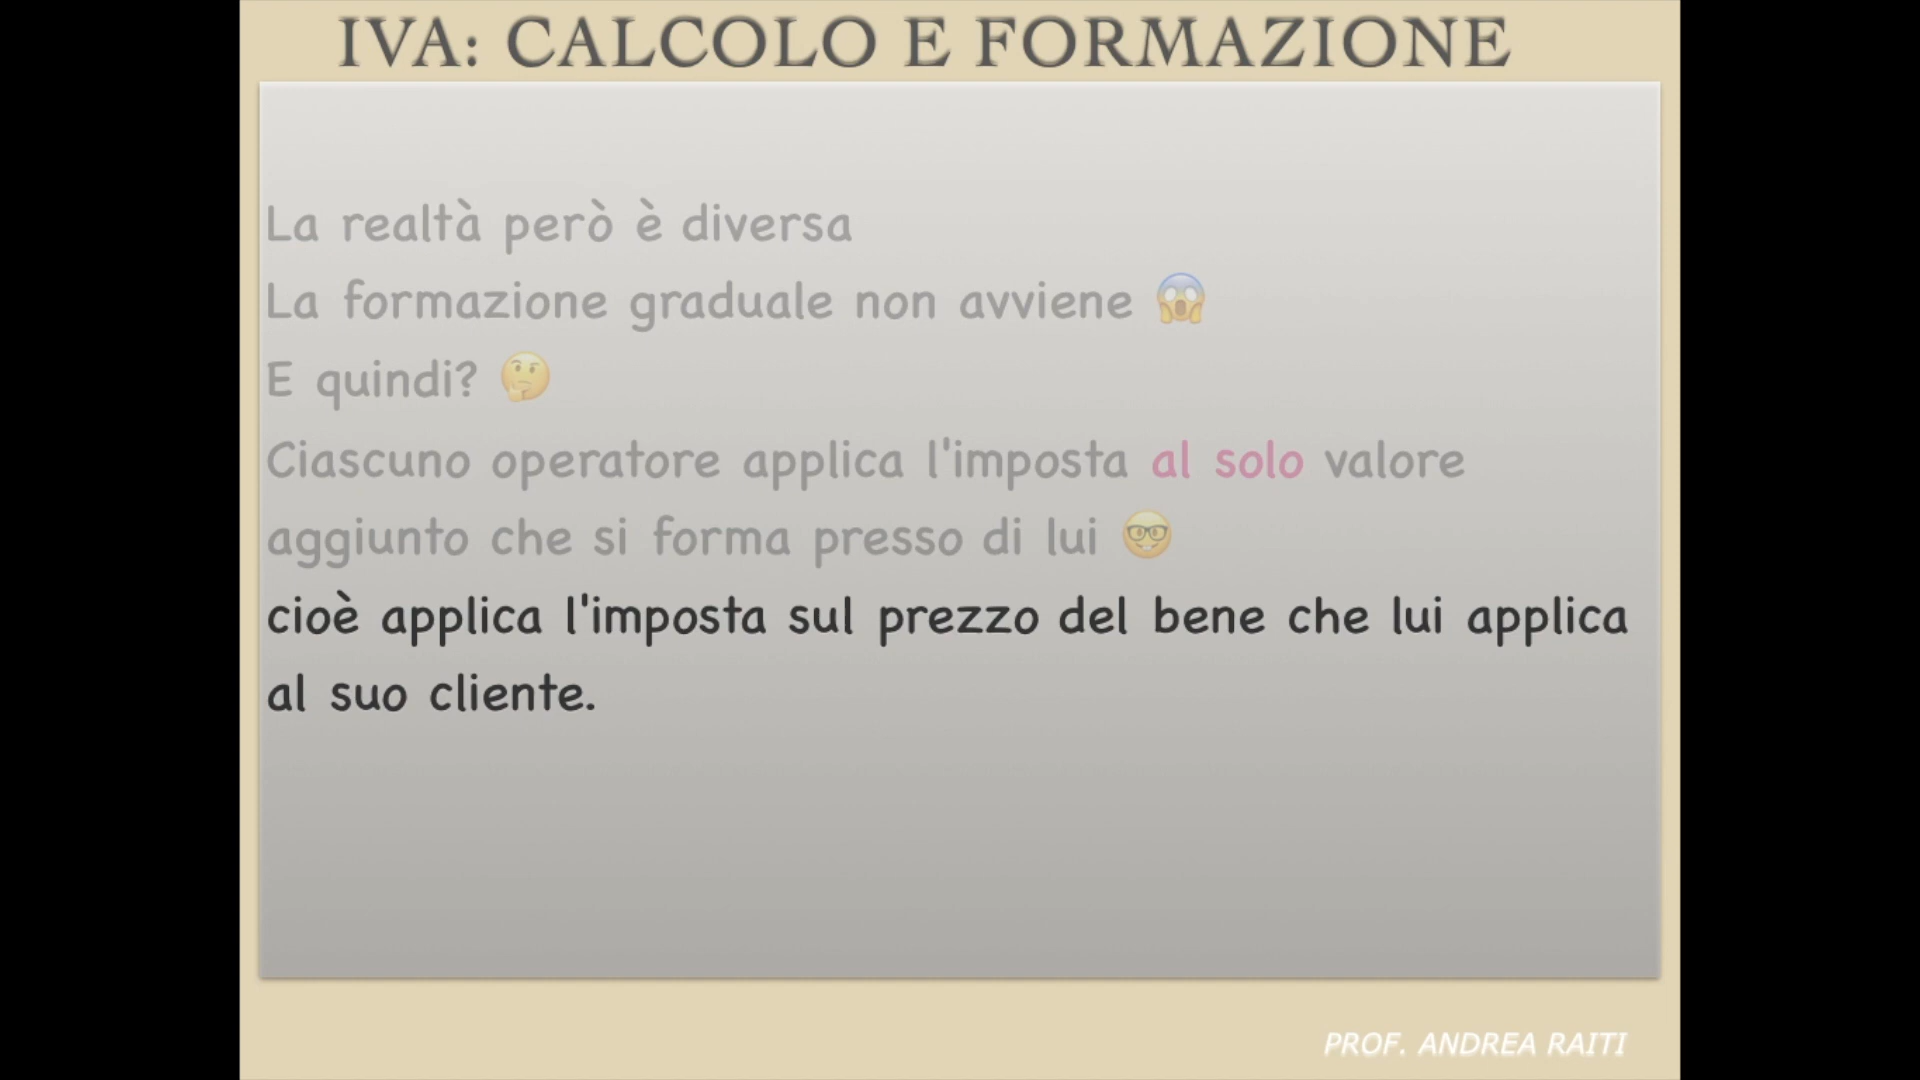 IVA: CALCOLO E FORMAZIONE
La realtà però è diversa
La formazione graduale non avviene 😱
E quindi? 🤔
Ciascuno operatore applica l'imposta al solo valore
aggiunto che si forma presso di lui 🤓
cioè applica l'imposta sul prezzo del bene che lui applica
al suo cliente.
PROF. ANDREA RAITI